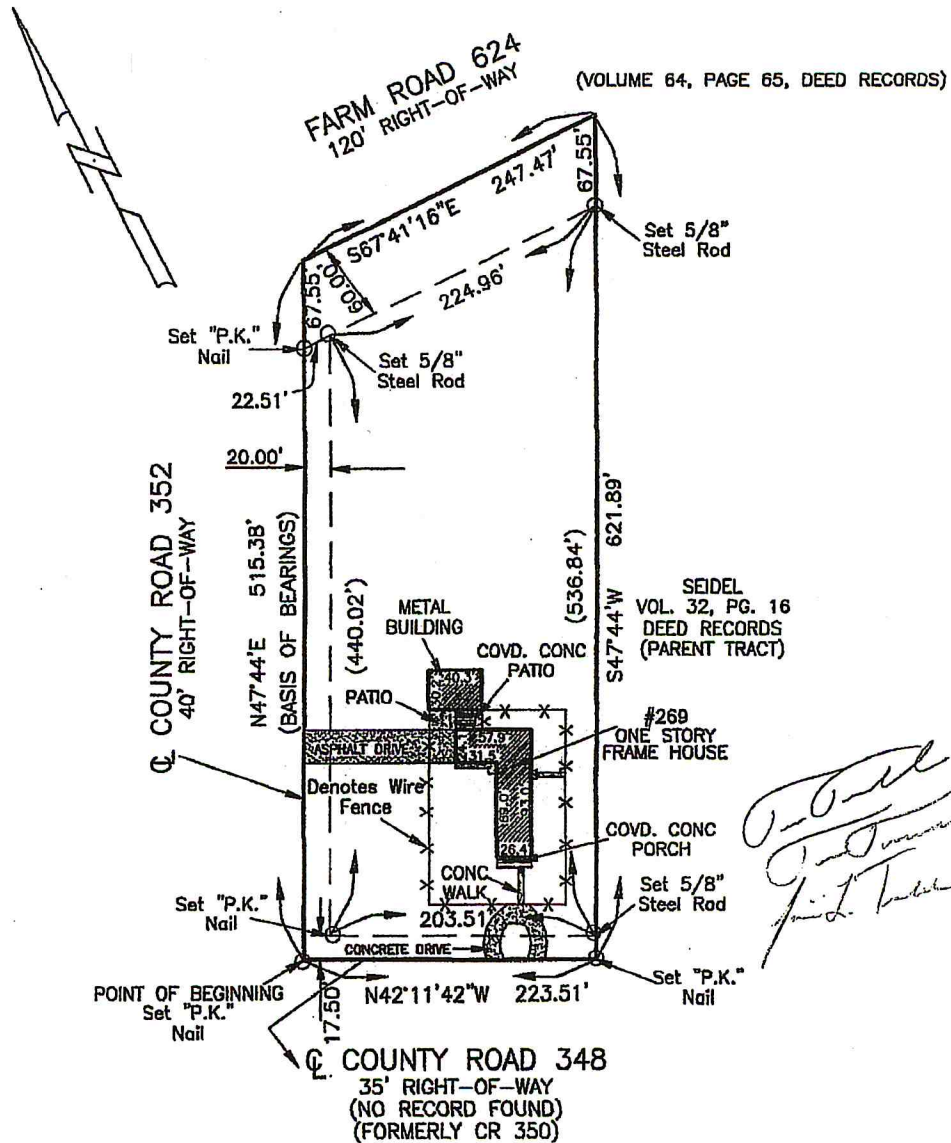 FARM ROAD 624
120' RIGHT-OF-WAY
(VOLUME 64, PAGE 65, DEED RECORDS)
247.47'
S67°41'16"E
67.55'
67.55'
60.00'
224.96'
Set 5/8"
Steel Rod
Set "P.K."
Nail
Set 5/8"
Steel Rod
22.51'
20.00'
℄ COUNTY ROAD 352
40' RIGHT-OF-WAY
N47°44'E 515.38'
(BASIS OF BEARINGS)
(440.02')
(536.84')
S47°44'W 621.89'
SEIDEL
VOL. 32, PG. 16
DEED RECORDS
(PARENT TRACT)
METAL
BUILDING
COVD. CONC
PATIO
PATIO
40.3'
57.9'
#269
ONE STORY
FRAME HOUSE
ASPHALT DRIVE
Denotes Wire
Fence
69.0'
93.0'
26.4'
COVD. CONC
PORCH
CONC
WALK
Set "P.K."
Nail
203.51'
Set 5/8"
Steel Rod
CONCRETE DRIVE
POINT OF BEGINNING
Set "P.K."
Nail
17.50'
N42°11'42"W 223.51'
Set "P.K."
Nail
℄ COUNTY ROAD 348
35' RIGHT-OF-WAY
(NO RECORD FOUND)
(FORMERLY CR 350)